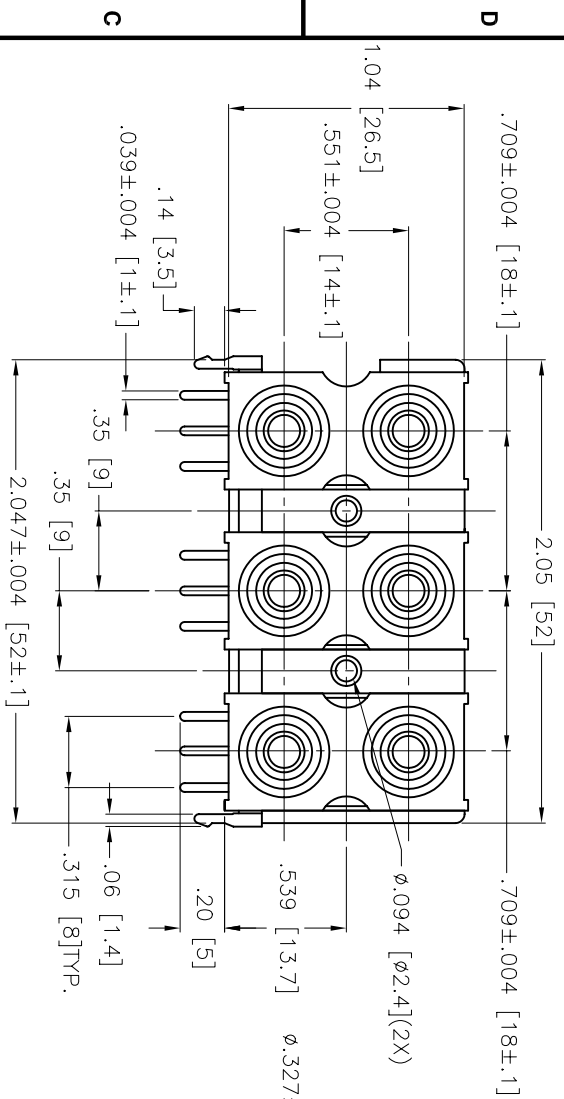 C
D
1.04 [26.5]
.709±.004 [18±.1]
.551±.004 [14±.1]
.14 [3.5]
.039±.004 [1±.1]
2.05 [52]
.35 [9]
.35 [9]
2.047±.004 [52±.1]
.709±.004 [18±.1]
ø.094 [ø2.4](2X)
.539 [13.7]
.20 [5]
.06 [1.4]
.315 [8]TYP.
ø.327